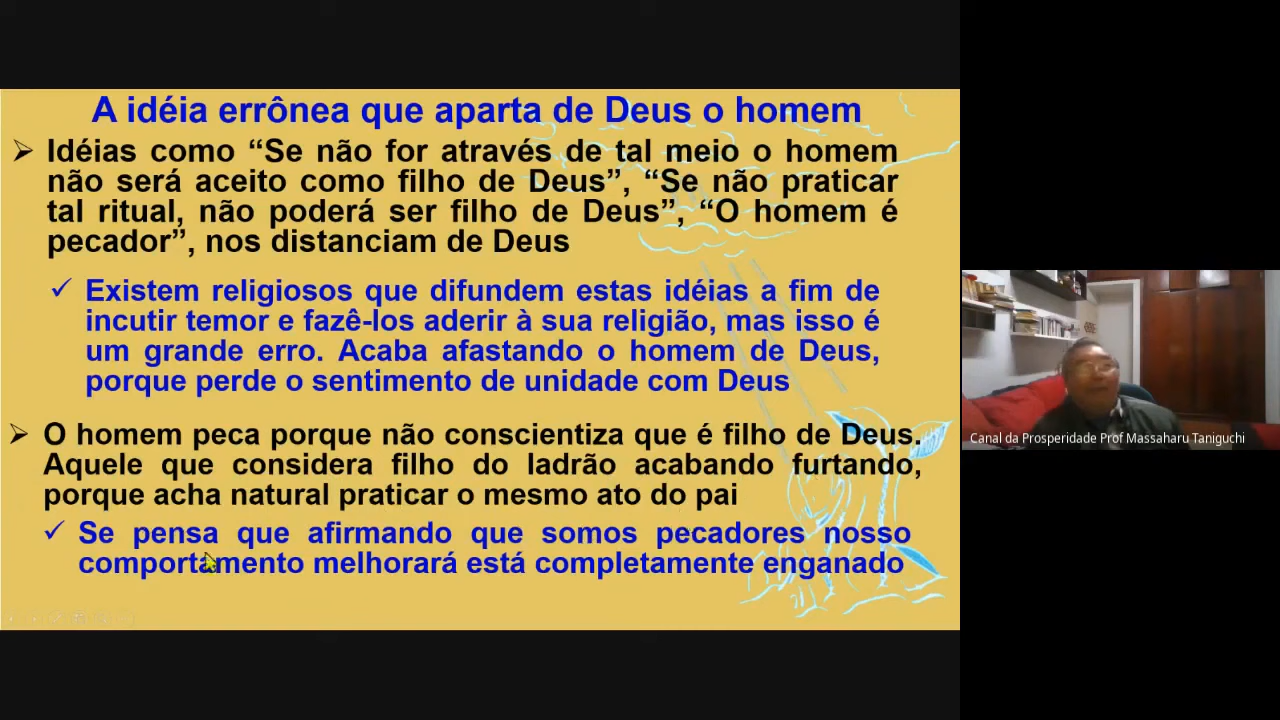 A idéia errônea que aparta de Deus o homem
Idéias como “Se não for através de tal meio o homem
não será aceito como filho de Deus”, “Se não praticar
tal ritual, não poderá ser filho de Deus”, “O homem é
pecador”, nos distanciam de Deus
Existem religiosos que difundem estas idéias a fim de
incutir temor e fazê-los aderir à sua religião, mas isso é
um grande erro. Acaba afastando o homem de Deus,
porque perde o sentimento de unidade com Deus
O homem peca porque não conscientiza que é filho de Deus.
Aquele que considera filho do ladrão acabando furtando,
porque acha natural praticar o mesmo ato do pai
Se pensa que afirmando que somos pecadores nosso
comportamento melhorará está completamente enganado
Canal da Prosperidade Prof Massaharu Taniguchi